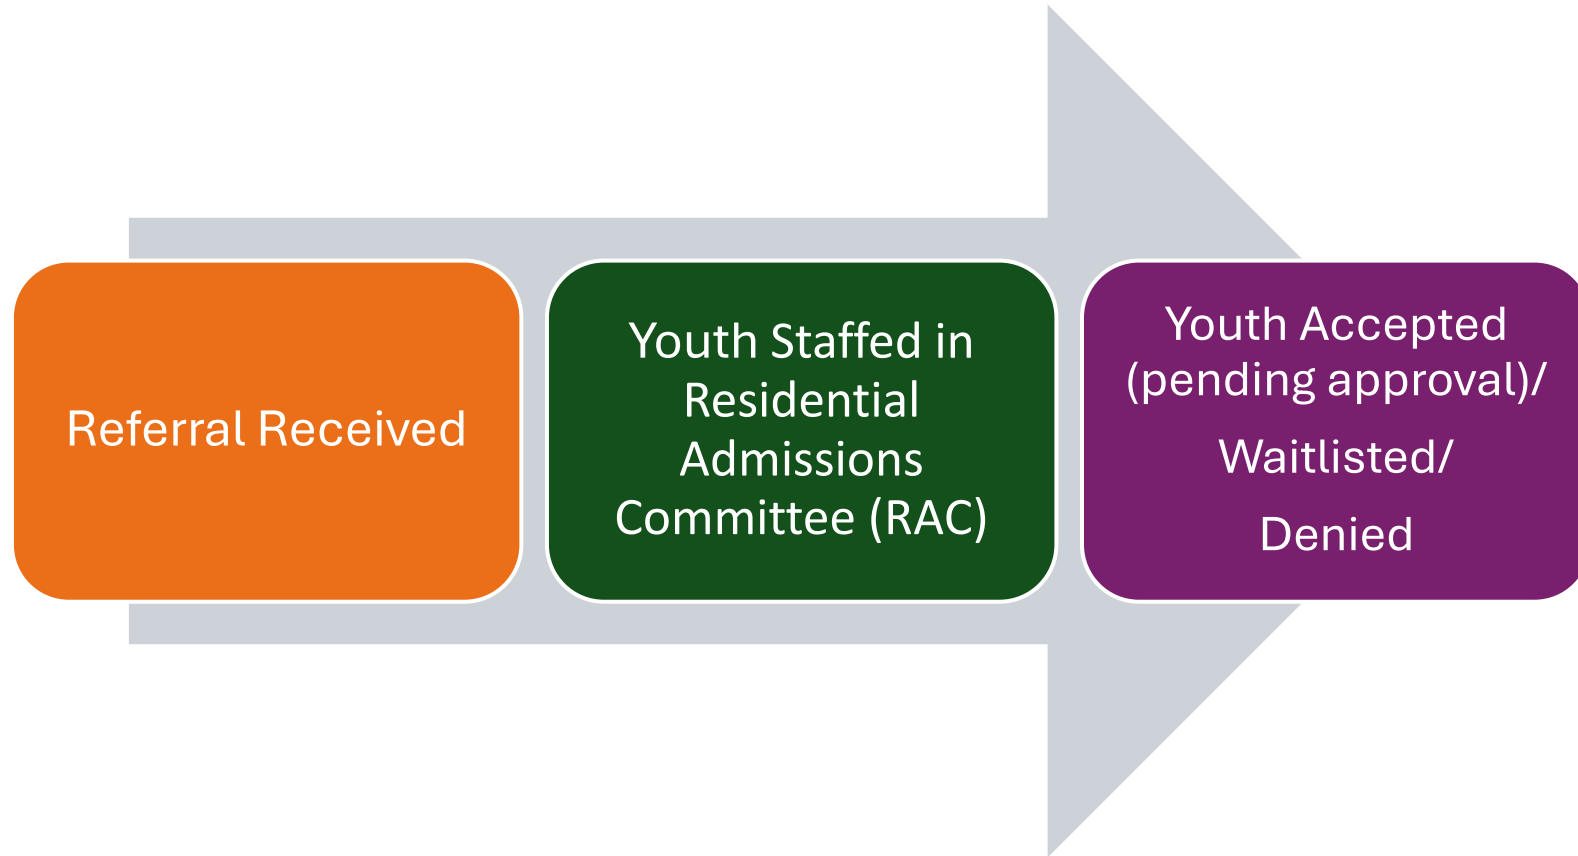 Referral Received
Youth Staffed in
Residential
Admissions
Committee (RAC)
Youth Accepted
(pending approval)/
Waitlisted/
Denied